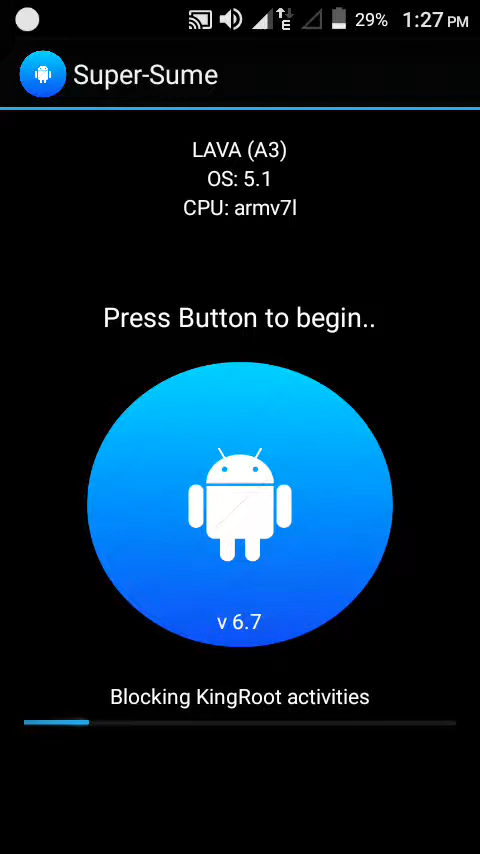 E
29%
1:27 PM
Super-Sume
LAVA (A3)
OS: 5.1
CPU: armv7l
Press Button to begin..
v 6.7
Blocking KingRoot activities